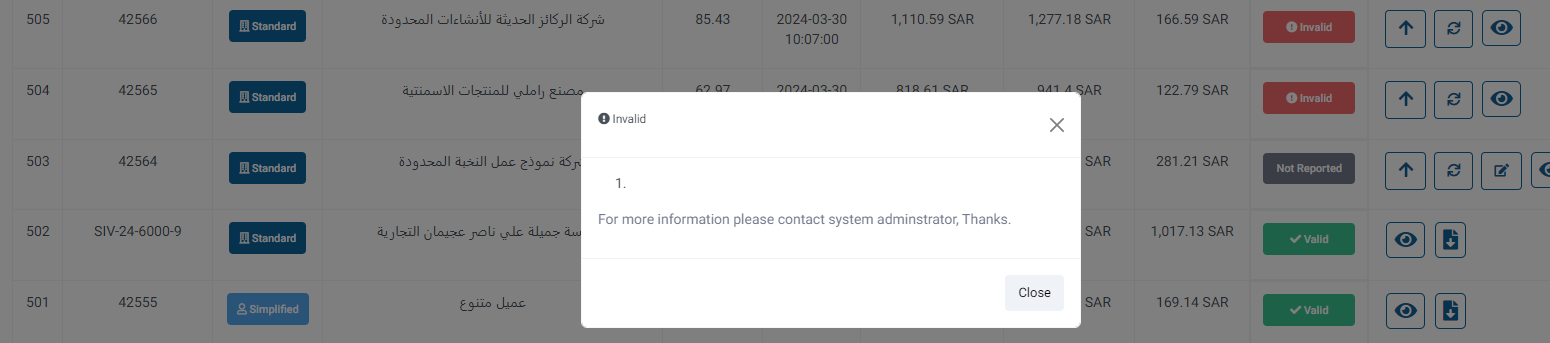 505 42566 Standard شركة الركائز الحديثة للأنشاءات المحدودة 85.43 2024-03-30 1,110.59 SAR 1,277.18 SAR 166.59 SAR Invalid
10:07:00
504 42565 Standard مصنع راملي للمنتجات الاسمنتية 62.97 2024-03-30 818.61 SAR 941.4 SAR 122.79 SAR Invalid
Invalid
503 42564 Standard نموذج عمل النخبة المحدودة SAR 281.21 SAR Not Reported
1.
For more information please contact system adminstrator, Thanks.
502 SIV-24-6000-9 Standard جميلة علي ناصر عجيمان التجارية SAR 1,017.13 SAR Valid
Close
501 42555 Simplified عميل متنوع SAR 169.14 SAR Valid